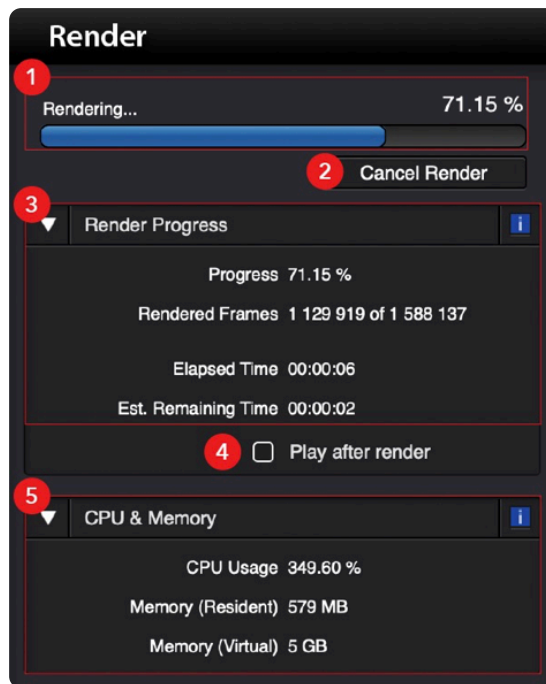 Render
1
Rendering... 71.15 %
2 Cancel Render
3
Render Progress i
Progress 71.15 %
Rendered Frames 1 129 919 of 1 588 137
Elapsed Time 00:00:06
Est. Remaining Time 00:00:02
4 Play after render
5
CPU & Memory i
CPU Usage 349.60 %
Memory (Resident) 579 MB
Memory (Virtual) 5 GB